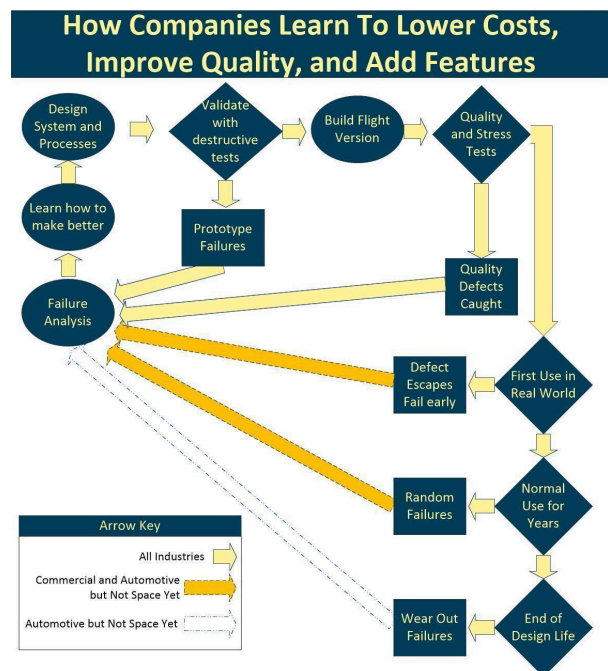 How Companies Learn To Lower Costs,
Improve Quality, and Add Features
Design
System and
Processes
Validate
with
destructive
tests
Build Flight
Version
Quality
and Stress
Tests
Learn how to
make better
Prototype
Failures
Failure
Analysis
Quality
Defects
Caught
Defect
Escapes
Fail early
First Use in
Real World
Random
Failures
Normal
Use for
Years
Wear Out
Failures
End of
Design Life
Arrow Key
All Industries
Commercial and Automotive
but Not Space Yet
Automotive but Not Space Yet